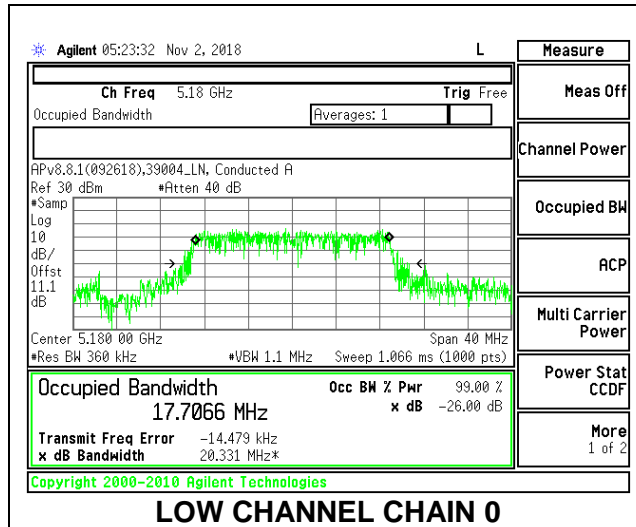 Agilent 05:23:32 Nov 2, 2018 L Measure
Ch Freq 5.18 GHz Trig Free
Meas Off
Occupied Bandwidth Averages: 1
Channel Power
APv8.8.1(092618),39004_LN, Conducted A
Ref 30 dBm #Atten 40 dB
#Samp
Occupied BW
Log
10
dB/
Offst
ACP
11.1
dB
Multi Carrier
Power
Center 5.180 00 GHz Span 40 MHz
#Res BW 360 kHz #VBW 1.1 MHz Sweep 1.066 ms (1000 pts)
Power Stat
CCDF
Occupied Bandwidth Occ BW % Pwr 99.00 %
17.7066 MHz x dB -26.00 dB
Transmit Freq Error -14.479 kHz
x dB Bandwidth 20.331 MHz*
More
1 of 2
Copyright 2000-2010 Agilent Technologies
LOW CHANNEL CHAIN 0